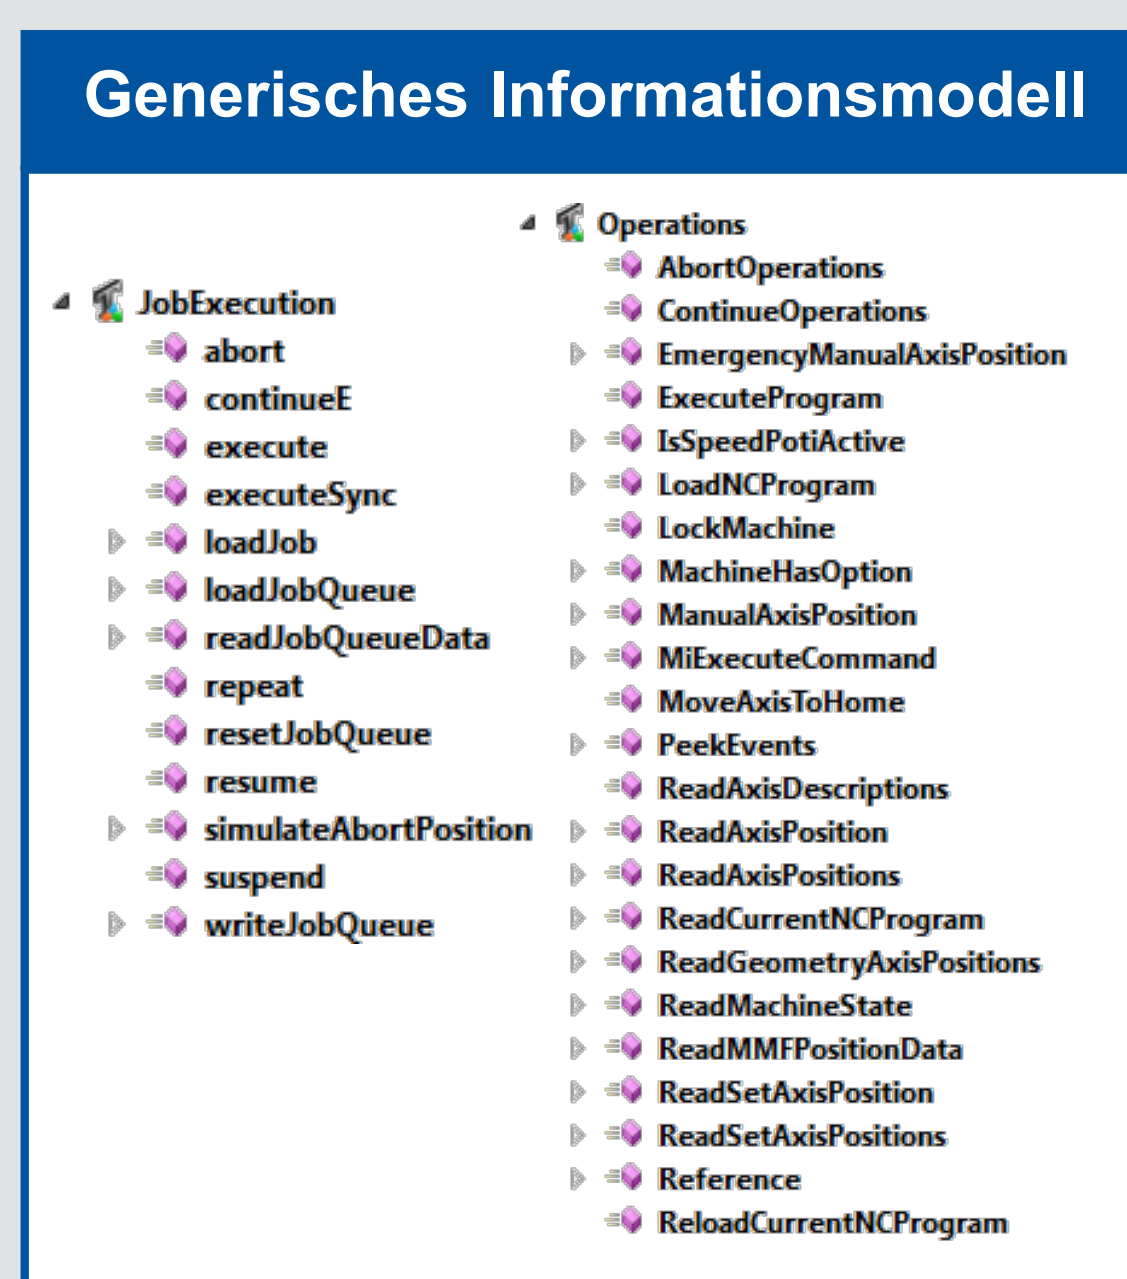 Generisches Informationsmodell
JobExecution
abort
continueE
execute
executeSync
loadJob
loadJobQueue
readJobQueueData
repeat
resetJobQueue
resume
simulateAbortPosition
suspend
writeJobQueue
Operations
AbortOperations
ContinueOperations
EmergencyManualAxisPosition
ExecuteProgram
IsSpeedPotiActive
LoadNCProgram
LockMachine
MachineHasOption
ManualAxisPosition
MiExecuteCommand
MoveAxisToHome
PeekEvents
ReadAxisDescriptions
ReadAxisPosition
ReadAxisPositions
ReadCurrentNCProgram
ReadGeometryAxisPositions
ReadMachineState
ReadMMFPositionData
ReadSetAxisPosition
ReadSetAxisPositions
Reference
ReloadCurrentNCProgram